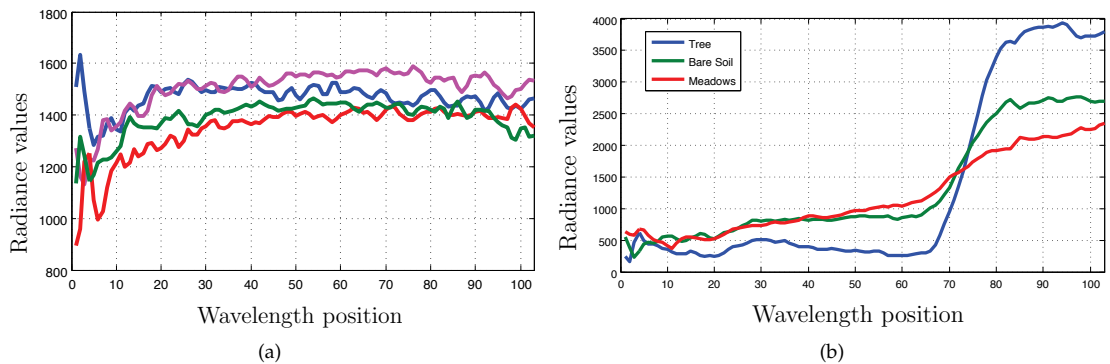 1800
1600
1400
1200
1000
800
0 10 20 30 40 50 60 70 80 90 100
Radiance values
Wavelength position
(a)
4000
3500
3000
2500
2000
1500
1000
500
0
0 10 20 30 40 50 60 70 80 90 100
Tree
Bare Soil
Meadows
Radiance values
Wavelength position
(b)